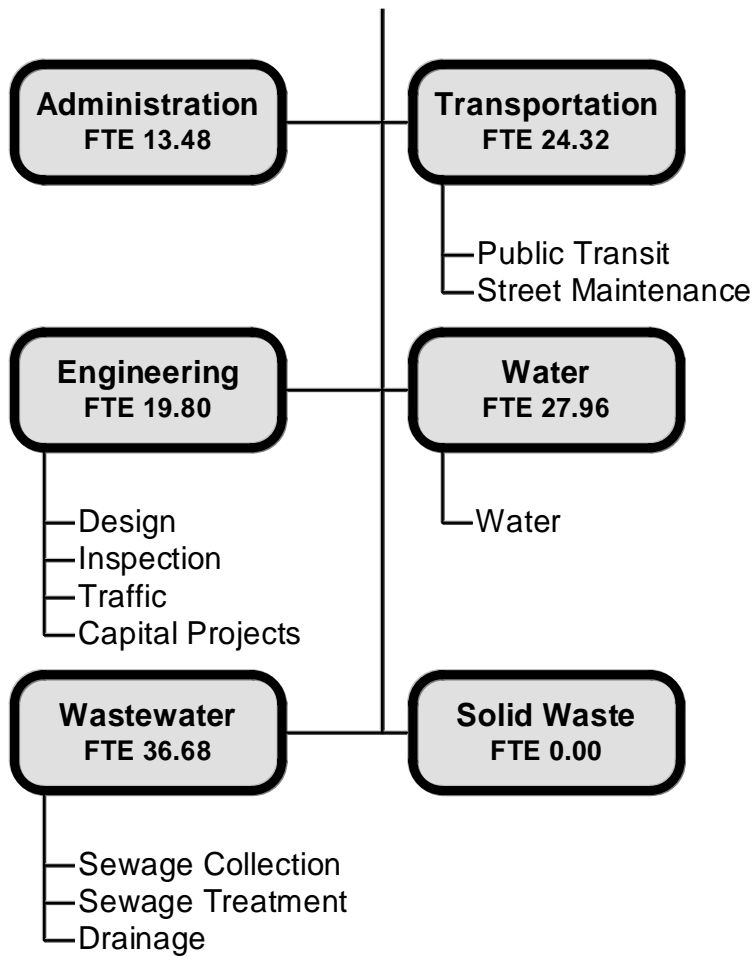 Administration
FTE 13.48
Transportation
FTE 24.32
Public Transit
Street Maintenance
Engineering
FTE 19.80
Water
FTE 27.96
Design
Inspection
Traffic
Capital Projects
Water
Wastewater
FTE 36.68
Solid Waste
FTE 0.00
Sewage Collection
Sewage Treatment
Drainage